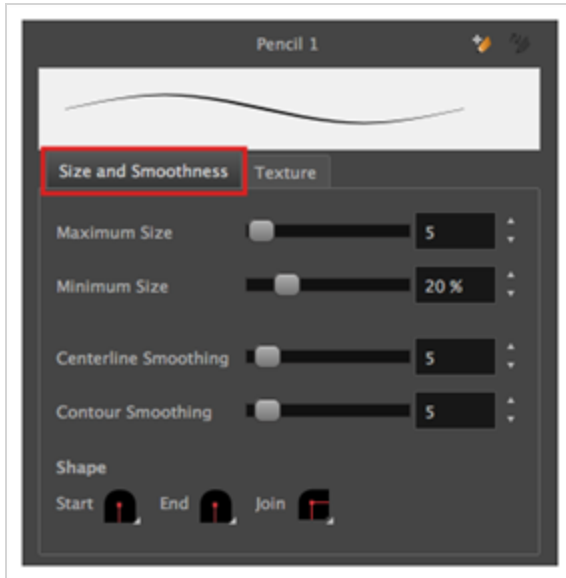 Pencil 1
Size and Smoothness Texture
Maximum Size 5
Minimum Size 20 %
Centerline Smoothing 5
Contour Smoothing 5
Shape
Start End Join